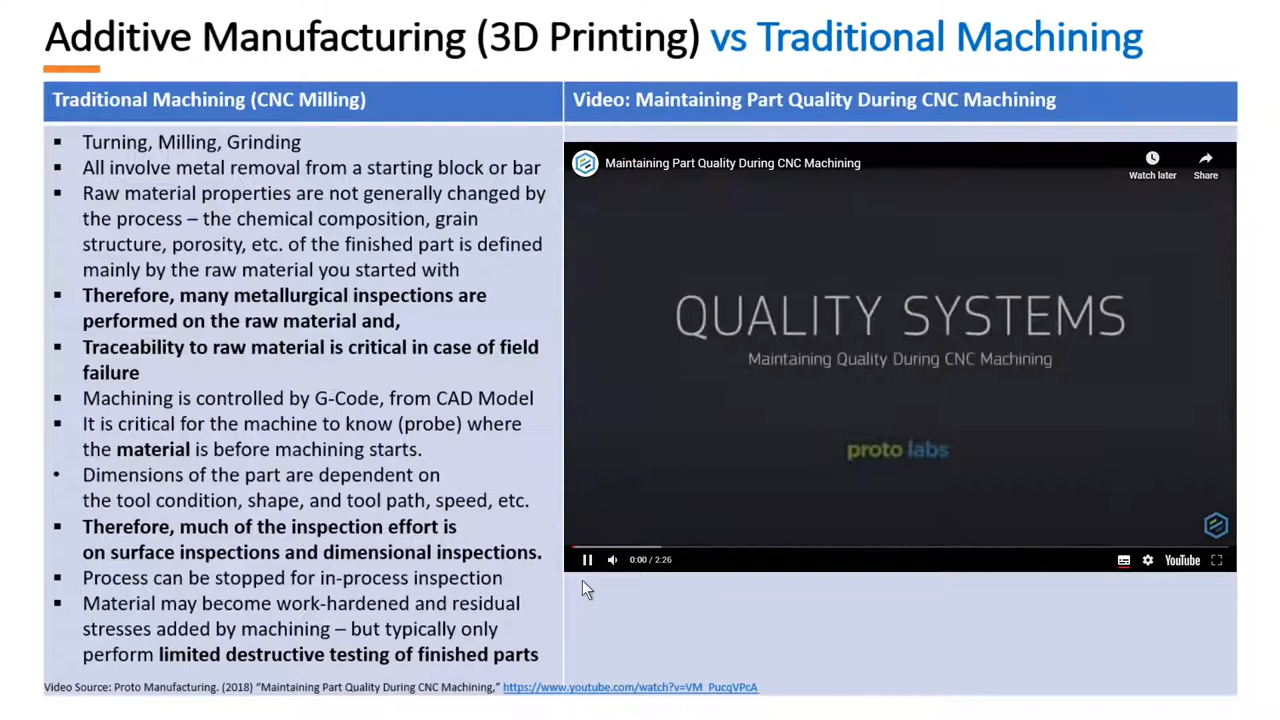 Additive Manufacturing (3D Printing) vs Traditional Machining
Traditional Machining (CNC Milling)
▪ Turning, Milling, Grinding
▪ All involve metal removal from a starting block or bar
▪ Raw material properties are not generally changed by
the process – the chemical composition, grain
structure, porosity, etc. of the finished part is defined
mainly by the raw material you started with
▪ Therefore, many metallurgical inspections are
performed on the raw material and,
▪ Traceability to raw material is critical in case of field
failure
▪ Machining is controlled by G-Code, from CAD Model
▪ It is critical for the machine to know (probe) where
the material is before machining starts.
• Dimensions of the part are dependent on
the tool condition, shape, and tool path, speed, etc.
▪ Therefore, much of the inspection effort is
on surface inspections and dimensional inspections.
▪ Process can be stopped for in-process inspection
▪ Material may become work-hardened and residual
stresses added by machining – but typically only
perform limited destructive testing of finished parts
Video: Maintaining Part Quality During CNC Machining
Maintaining Part Quality During CNC Machining
Watch later
Share
QUALITY SYSTEMS
Maintaining Quality During CNC Machining
proto labs
0:00 / 2:26
YouTube
Video Source: Proto Manufacturing. (2018) “Maintaining Part Quality During CNC Machining,” https://www.youtube.com/watch?v=VM_PucqVPcA